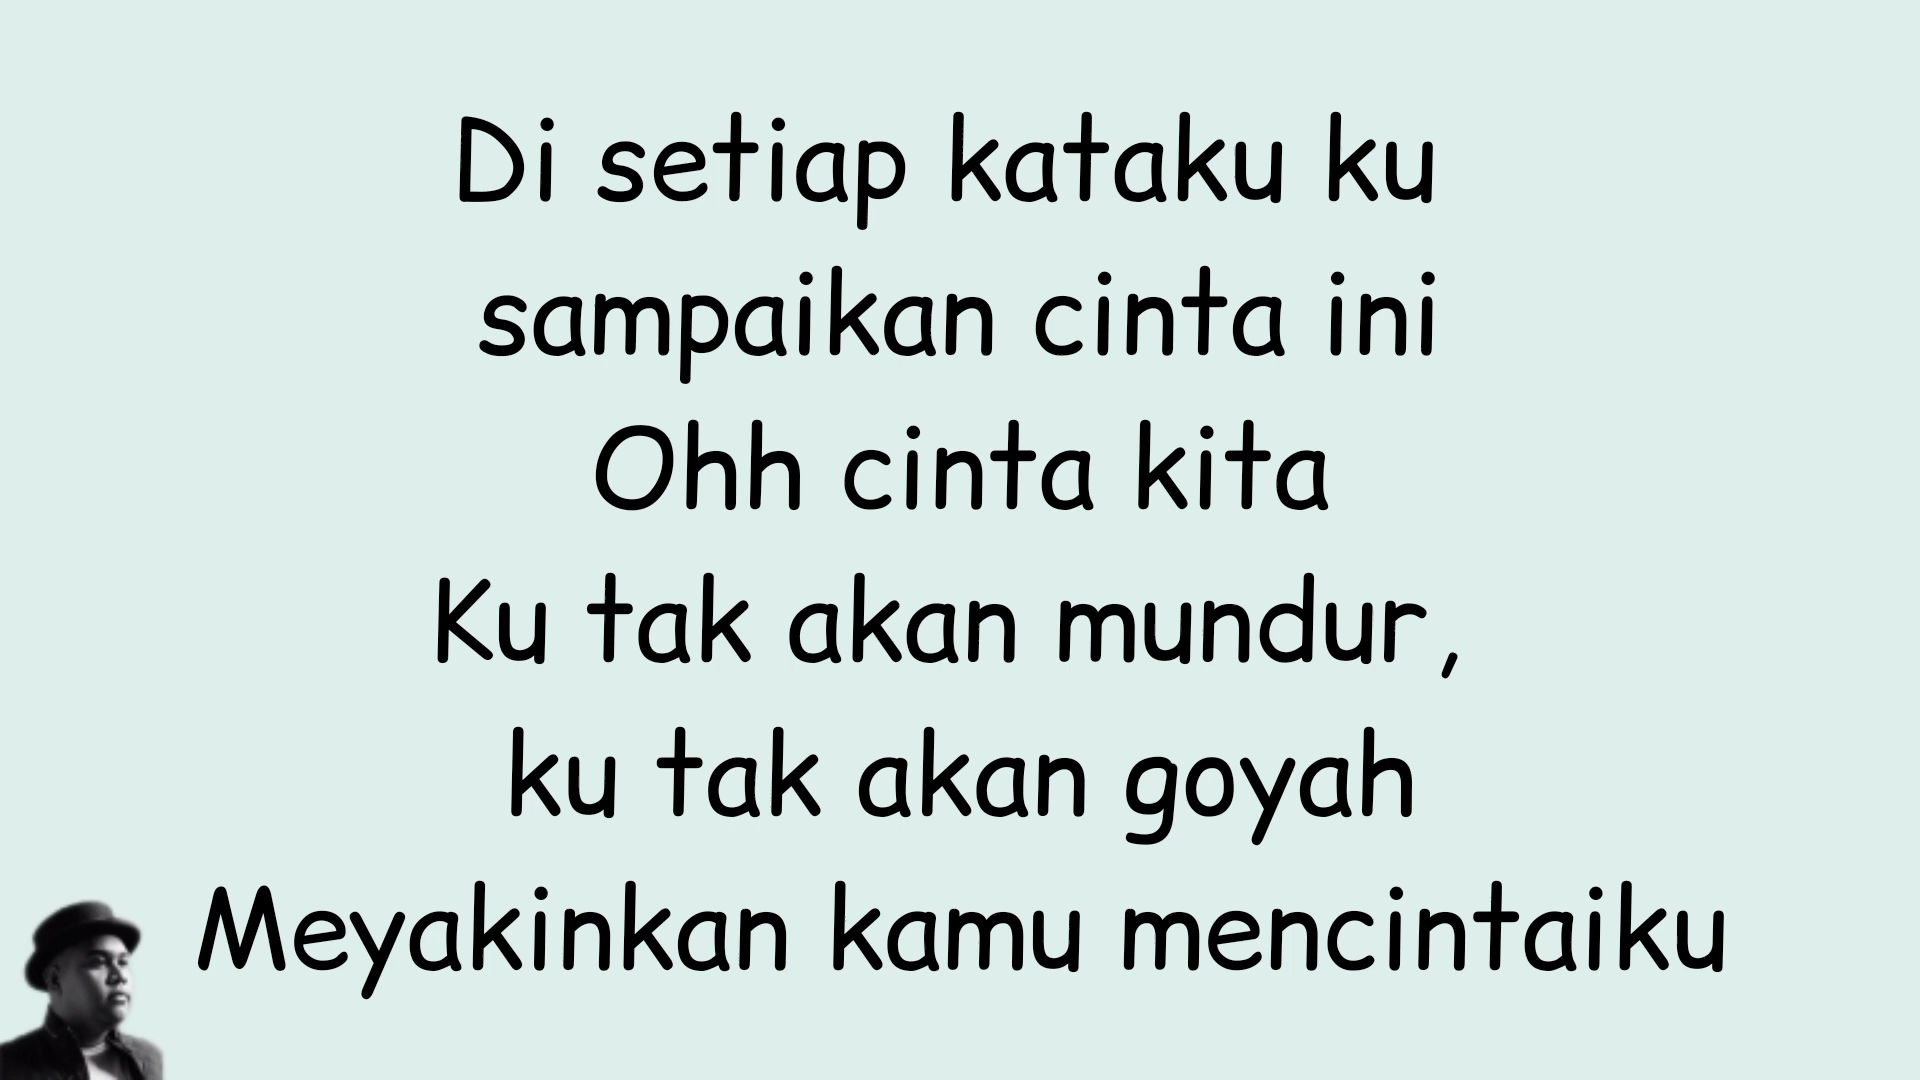 Di setiap kataku ku
sampaikan cinta ini
Ohh cinta kita
Ku tak akan mundur,
ku tak akan goyah
Meyakinkan kamu mencintaiku